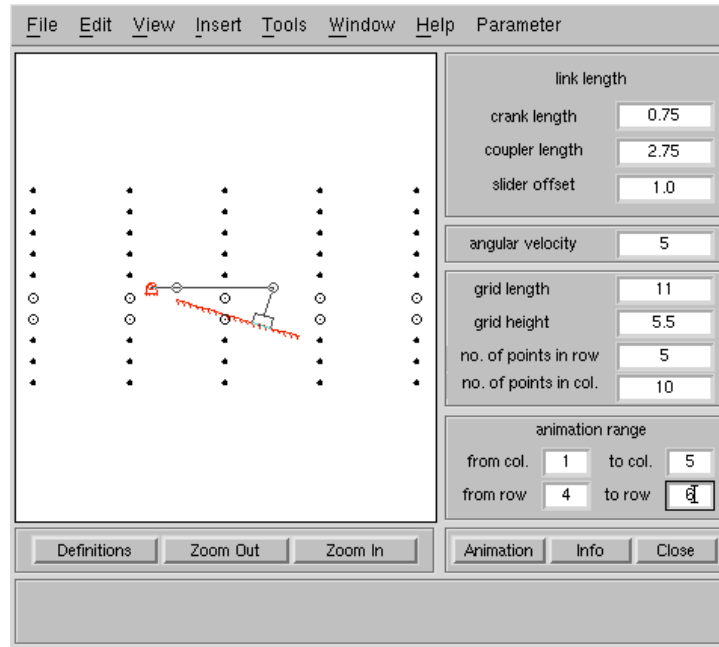 File Edit View Insert Tools Window Help Parameter
link length
crank length 0.75
coupler length 2.75
slider offset 1.0
angular velocity 5
grid length 11
grid height 5.5
no. of points in row 5
no. of points in col. 10
animation range
from col. 1 to col. 5
from row 4 to row 6
Definitions Zoom Out Zoom In Animation Info Close